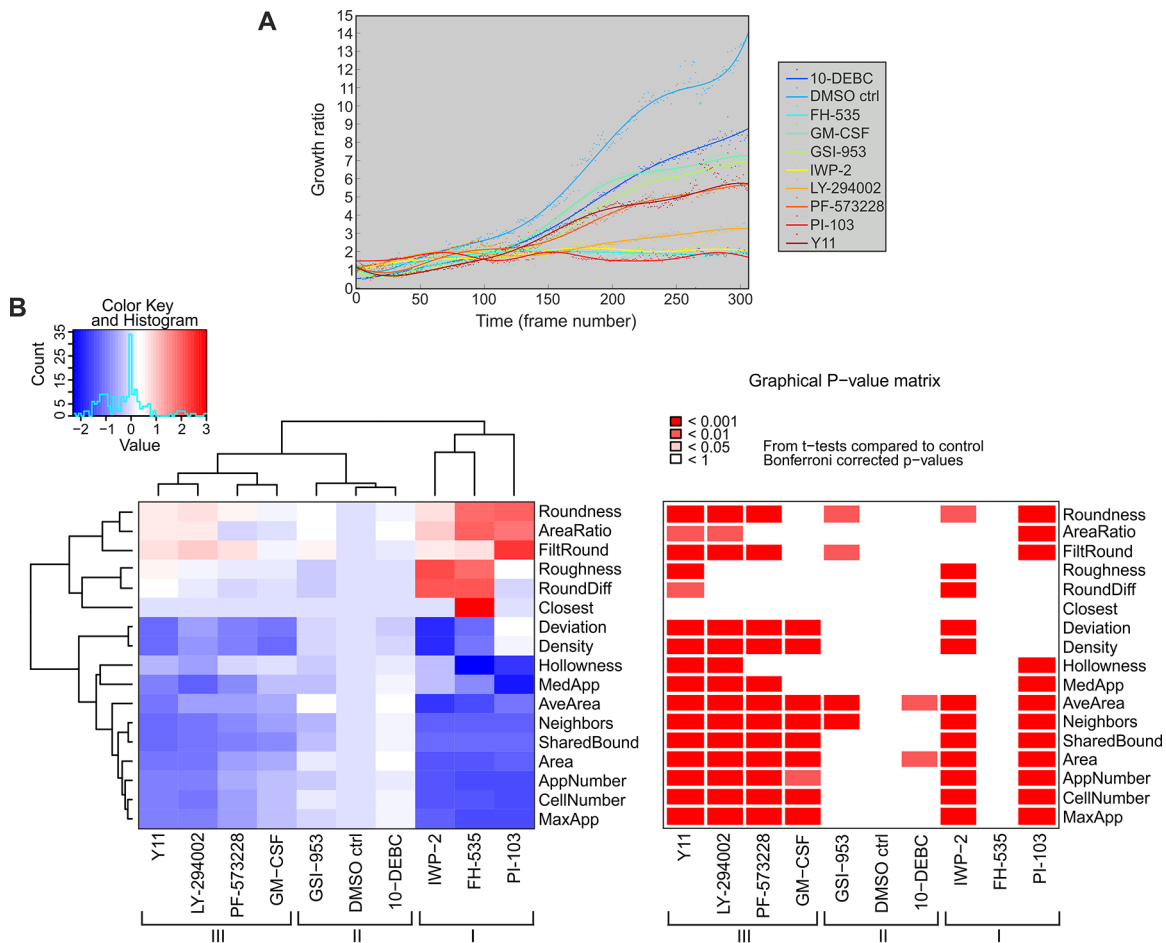 A
15
14
13
12
11
10
9
8
7
6
5
4
3
2
1
0
Growth ratio
0 50 100 150 200 250 300
Time (frame number)
10-DEBC
DMSO ctrl
FH-535
GM-CSF
GSI-953
IWP-2
LY-294002
PF-573228
PI-103
Y11
B
Color Key
and Histogram
Count
0 5 15 25 35
−2 −1 0 1 2 3
Value
Roundness
AreaRatio
FiltRound
Roughness
RoundDiff
Closest
Deviation
Density
Hollowness
MedApp
AveArea
Neighbors
SharedBound
Area
AppNumber
CellNumber
MaxApp
Y11
LY-294002
PF-573228
GM-CSF
GSI−953
DMSO ctrl
10−DEBC
IWP−2
FH-535
PI-103
III II I
Graphical P−value matrix
< 0.001
< 0.01
< 0.05
< 1
From t−tests compared to control
Bonferroni corrected p−values
Roundness
AreaRatio
FiltRound
Roughness
RoundDiff
Closest
Deviation
Density
Hollowness
MedApp
AveArea
Neighbors
SharedBound
Area
AppNumber
CellNumber
MaxApp
Y11
LY-294002
PF-573228
GM-CSF
GSI−953
DMSO ctrl
10−DEBC
IWP−2
FH-535
PI-103
III II I